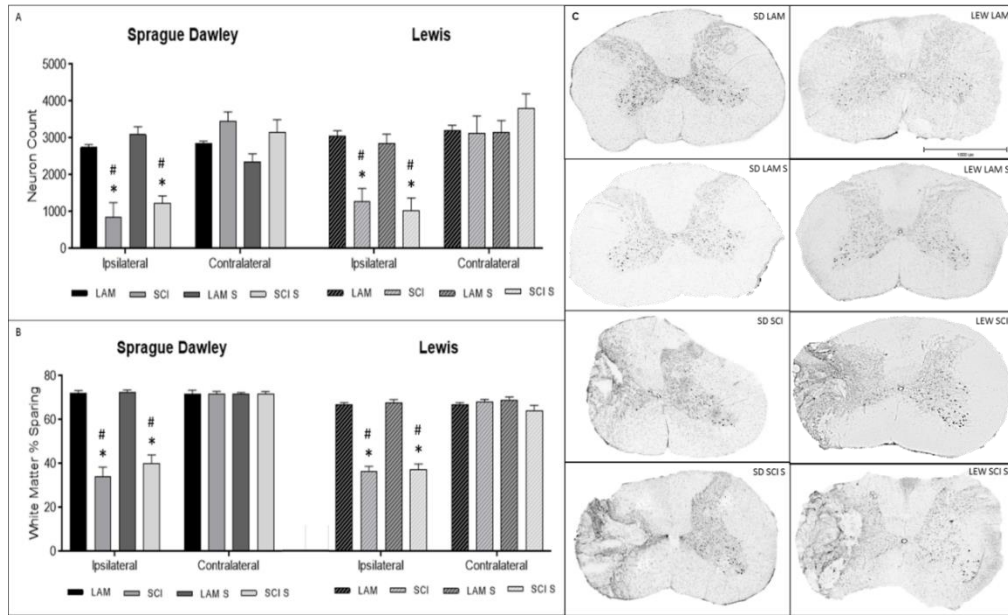 A
Sprague Dawley
Lewis
Neuron Count
5000
4000
3000
2000
1000
0
# # # #
* * * *
Ipsilateral Contralateral Ipsilateral Contralateral
LAM SCI LAM S SCI S LAM SCI LAM S SCI S
B
Sprague Dawley
Lewis
White Matter % Sparing
80
60
40
20
0
# # # #
* * * *
Ipsilateral Contralateral Ipsilateral Contralateral
LAM SCI LAM S SCI S LAM SCI LAM S SCI S
C
SD LAM
LEW LAM
SD LAM S
LEW LAM S
SD SCI
LEW SCI
SD SCI S
LEW SCI S